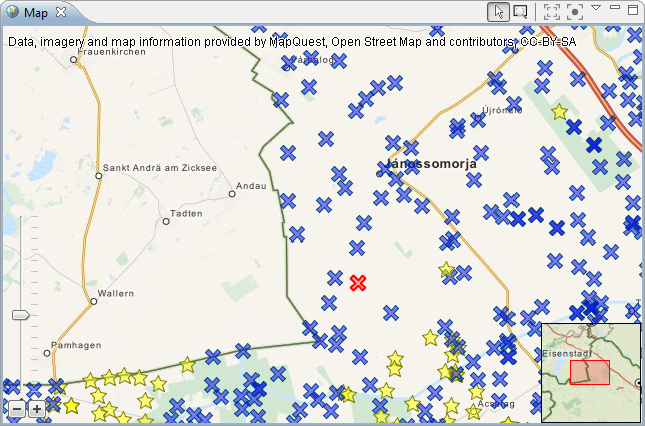 Map
Data, imagery and map information provided by MapQuest, Open Street Map and contributors, CC-BY-SA
Frauenkirchen
Újrónafő
Jánossomorja
Sankt Andrä am Zicksee
Andau
Tadten
Wallern
Pamhagen
Eisenstadt
Acsalag